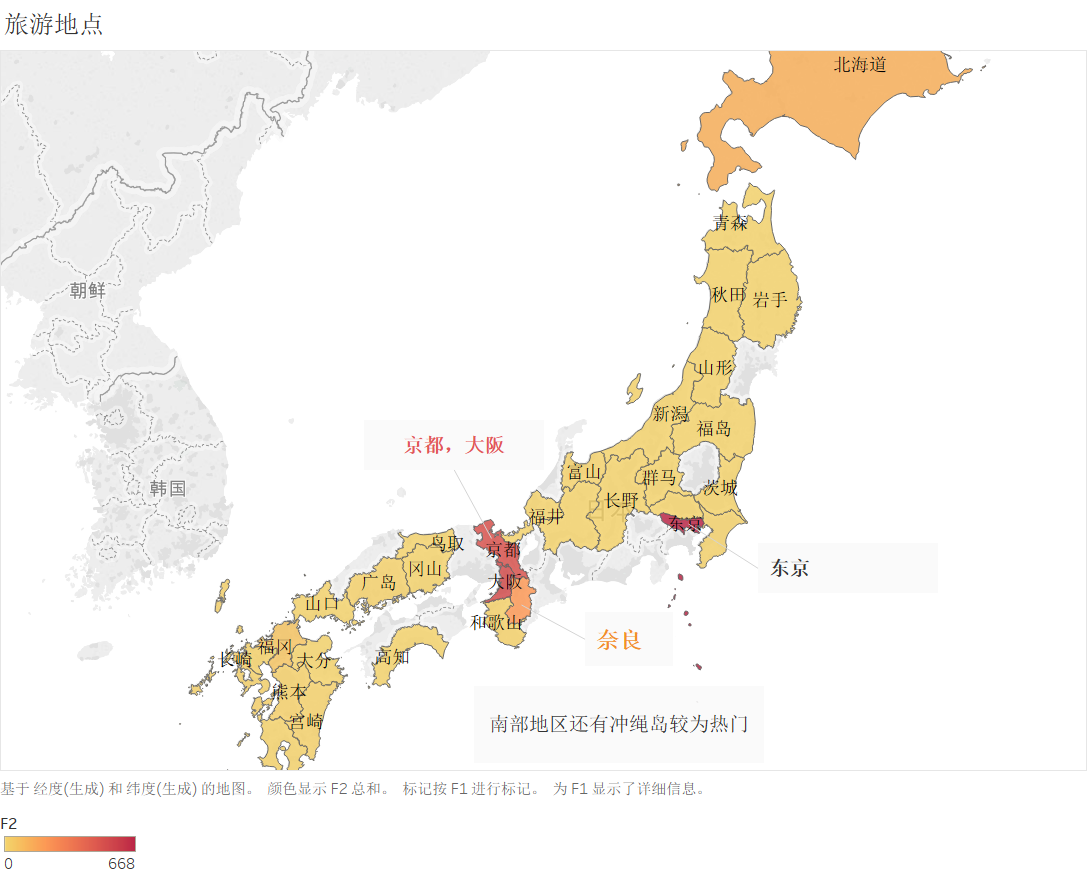 旅游地点
北海道
青森
秋田
岩手
朝鲜
山形
新潟
福岛
京都，大阪
富山
群马
长野
茨城
韩国
福井
东京
鸟取
京都
东京
冈山
大阪
广岛
山口
和歌山
奈良
福冈
长崎
大分
高知
熊本
宫崎
南部地区还有冲绳岛较为热门
基于 经度(生成) 和 纬度(生成) 的地图。 颜色显示 F2 总和。 标记按 F1 进行标记。 为 F1 显示了详细信息。
F2
0 668